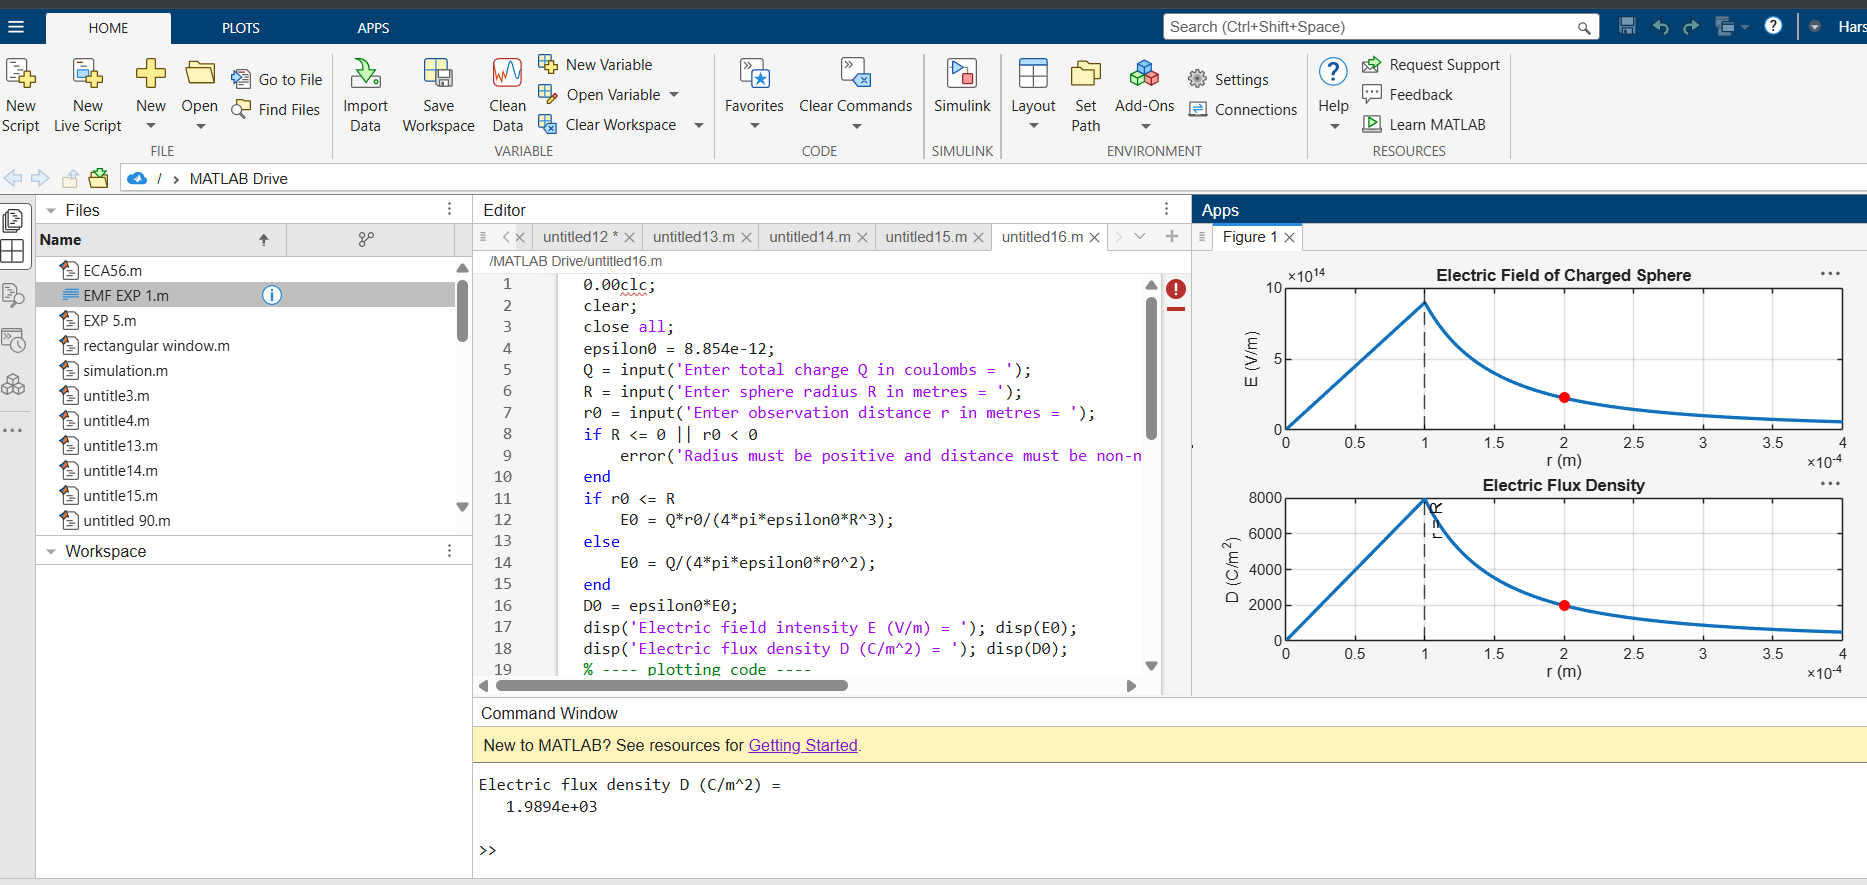 HOME
PLOTS
APPS
Search (Ctrl+Shift+Space)
Hars
New Script
New Live Script
New
Open
Go to File
Find Files
FILE
Import Data
Save Workspace
Clean Data
New Variable
Open Variable
Clear Workspace
VARIABLE
Favorites
Clear Commands
CODE
Simulink
SIMULINK
Layout
Set Path
Add-Ons
Settings
Connections
ENVIRONMENT
Help
Request Support
Feedback
Learn MATLAB
RESOURCES
/ › MATLAB Drive
Files
Name
ECA56.m
EMF EXP 1.m
EXP 5.m
rectangular window.m
simulation.m
untitle3.m
untitle4.m
untitle13.m
untitle14.m
untitle15.m
untitled 90.m
Workspace
Editor
untitled12 *
untitled13.m
untitled14.m
untitled15.m
untitled16.m
/MATLAB Drive/untitled16.m
1 0.00clc;
2 clear;
3 close all;
4 epsilon0 = 8.854e-12;
5 Q = input('Enter total charge Q in coulombs = ');
6 R = input('Enter sphere radius R in metres = ');
7 r0 = input('Enter observation distance r in metres = ');
8 if R <= 0 || r0 < 0
9 error('Radius must be positive and distance must be non-n
10 end
11 if r0 <= R
12 E0 = Q*r0/(4*pi*epsilon0*R^3);
13 else
14 E0 = Q/(4*pi*epsilon0*r0^2);
15 end
16 D0 = epsilon0*E0;
17 disp('Electric field intensity E (V/m) = '); disp(E0);
18 disp('Electric flux density D (C/m^2) = '); disp(D0);
19 % ---- plotting code ----
Apps
Figure 1
×10^14
Electric Field of Charged Sphere
10
5
0
E (V/m)
0 0.5 1 1.5 2 2.5 3 3.5 4
r (m)
×10^-4
Electric Flux Density
8000
6000
4000
2000
0
D (C/m^2)
r=R
0 0.5 1 1.5 2 2.5 3 3.5 4
r (m)
×10^-4
Command Window
New to MATLAB? See resources for Getting Started.
Electric flux density D (C/m^2) =
1.9894e+03
>>